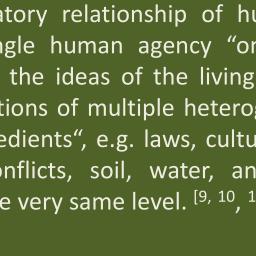 atory relationship of hu
ngle human agency “on
the ideas of the living
tions of multiple heterog
edients“, e.g. laws, cultu
onflicts, soil, water, an
e very same level. [9, 10, 1